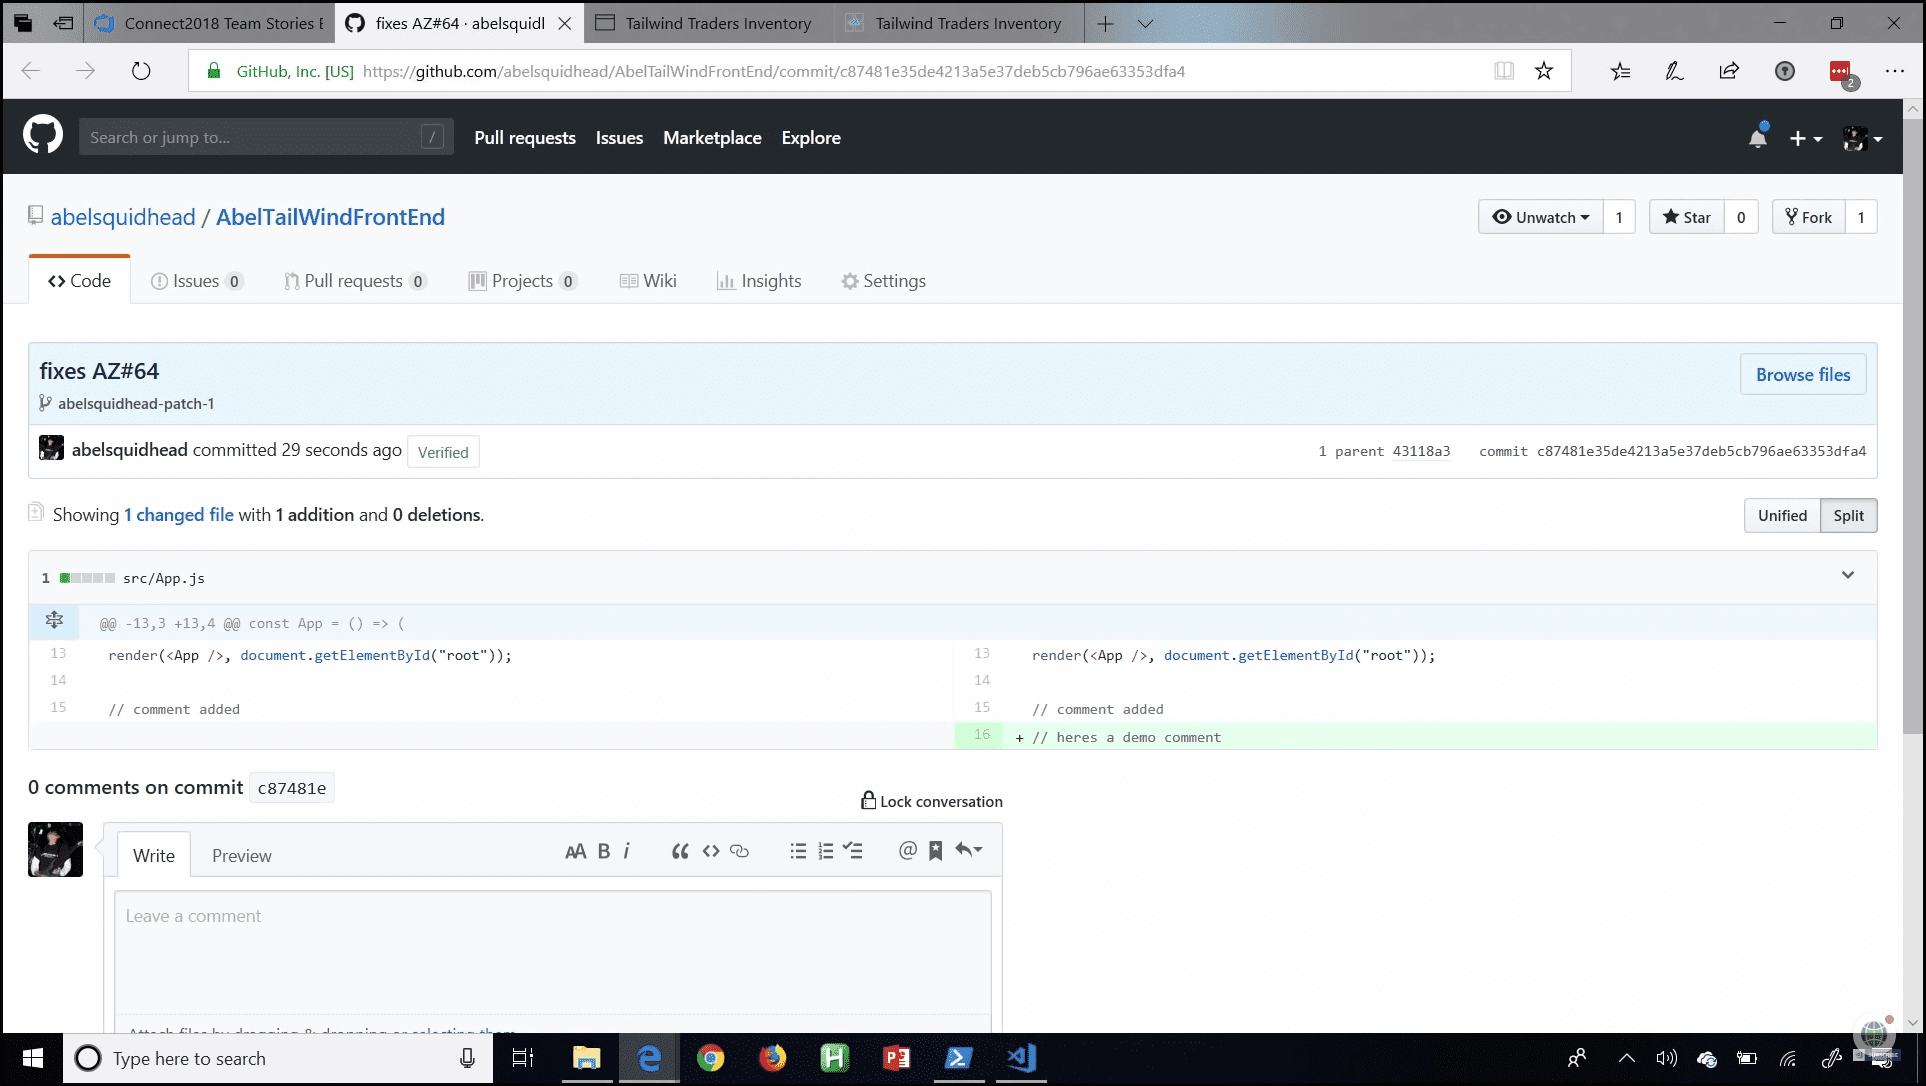 Connect2018 Team Stories E
fixes AZ#64 · abelsquidl
Tailwind Traders Inventory
Tailwind Traders Inventory
GitHub, Inc. [US] https://github.com/abelsquidhead/AbelTailWindFrontEnd/commit/c87481e35de4213a5e37deb5cb796ae63353dfa4
2
Search or jump to... /
Pull requests Issues Marketplace Explore
abelsquidhead / AbelTailWindFrontEnd
Unwatch 1 Star 0 Fork 1
Code Issues 0 Pull requests 0 Projects 0 Wiki Insights Settings
fixes AZ#64
Browse files
abelsquidhead-patch-1
abelsquidhead committed 29 seconds ago Verified
1 parent 43118a3 commit c87481e35de4213a5e37deb5cb796ae63353dfa4
Showing 1 changed file with 1 addition and 0 deletions.
Unified Split
1 src/App.js
@@ -13,3 +13,4 @@ const App = () => (
13 render(<App />, document.getElementById("root"));
13 render(<App />, document.getElementById("root"));
14
14
15 // comment added
15 // comment added
16 + // heres a demo comment
0 comments on commit c87481e
Lock conversation
Write Preview
AA B i
Leave a comment
Attach files by dragging & dropping or selecting them
Type here to search
SUBSCRIBE